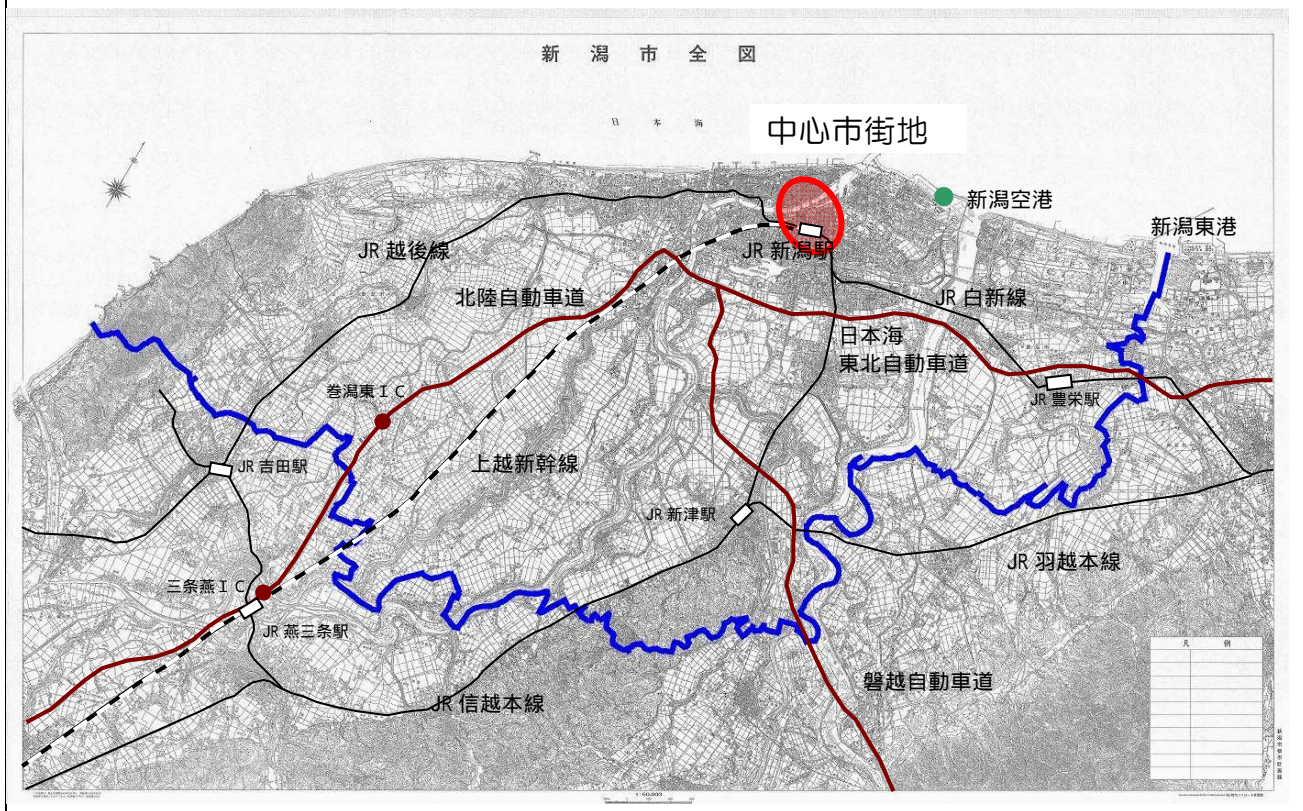 新潟市全図
日本海
中心市街地
新潟空港
新潟東港
JR 越後線
JR 新潟駅
北陸自動車道
JR 白新線
日本海
東北自動車道
巻潟東ＩＣ
JR 豊栄駅
JR 吉田駅
上越新幹線
JR 新津駅
JR 羽越本線
三条燕ＩＣ
JR 燕三条駅
凡例
磐越自動車道
JR 信越本線
1:50,000